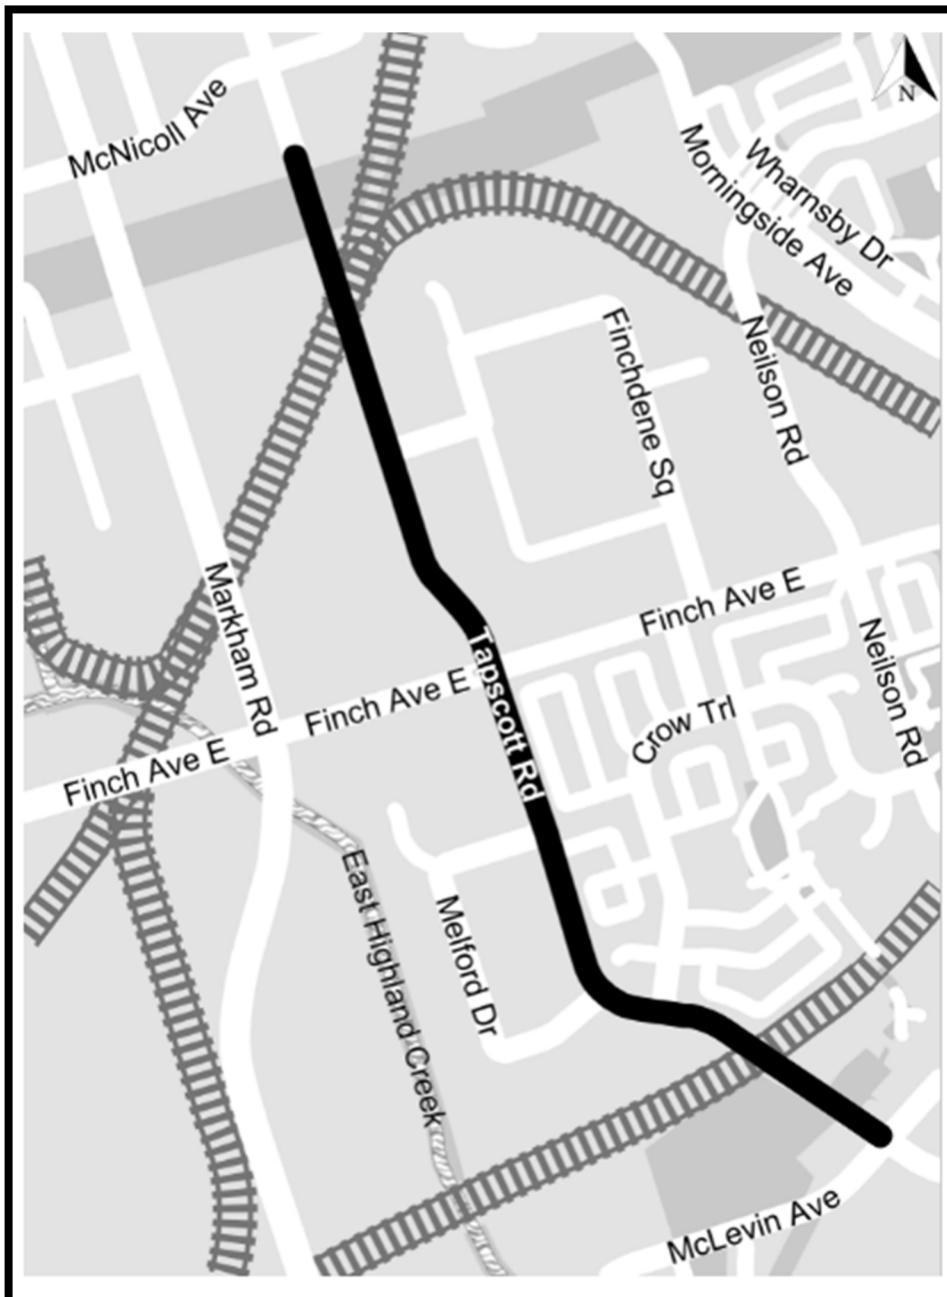 McNicoll Ave
N
Wharnsby Dr
Morningside Ave
Finchdene Sq
Neilson Rd
Markham Rd
Finch Ave E
Tapscott Rd
Finch Ave E
Neilson Rd
Crow Trl
Finch Ave E
East Highland Creek
Melford Dr
McLevin Ave